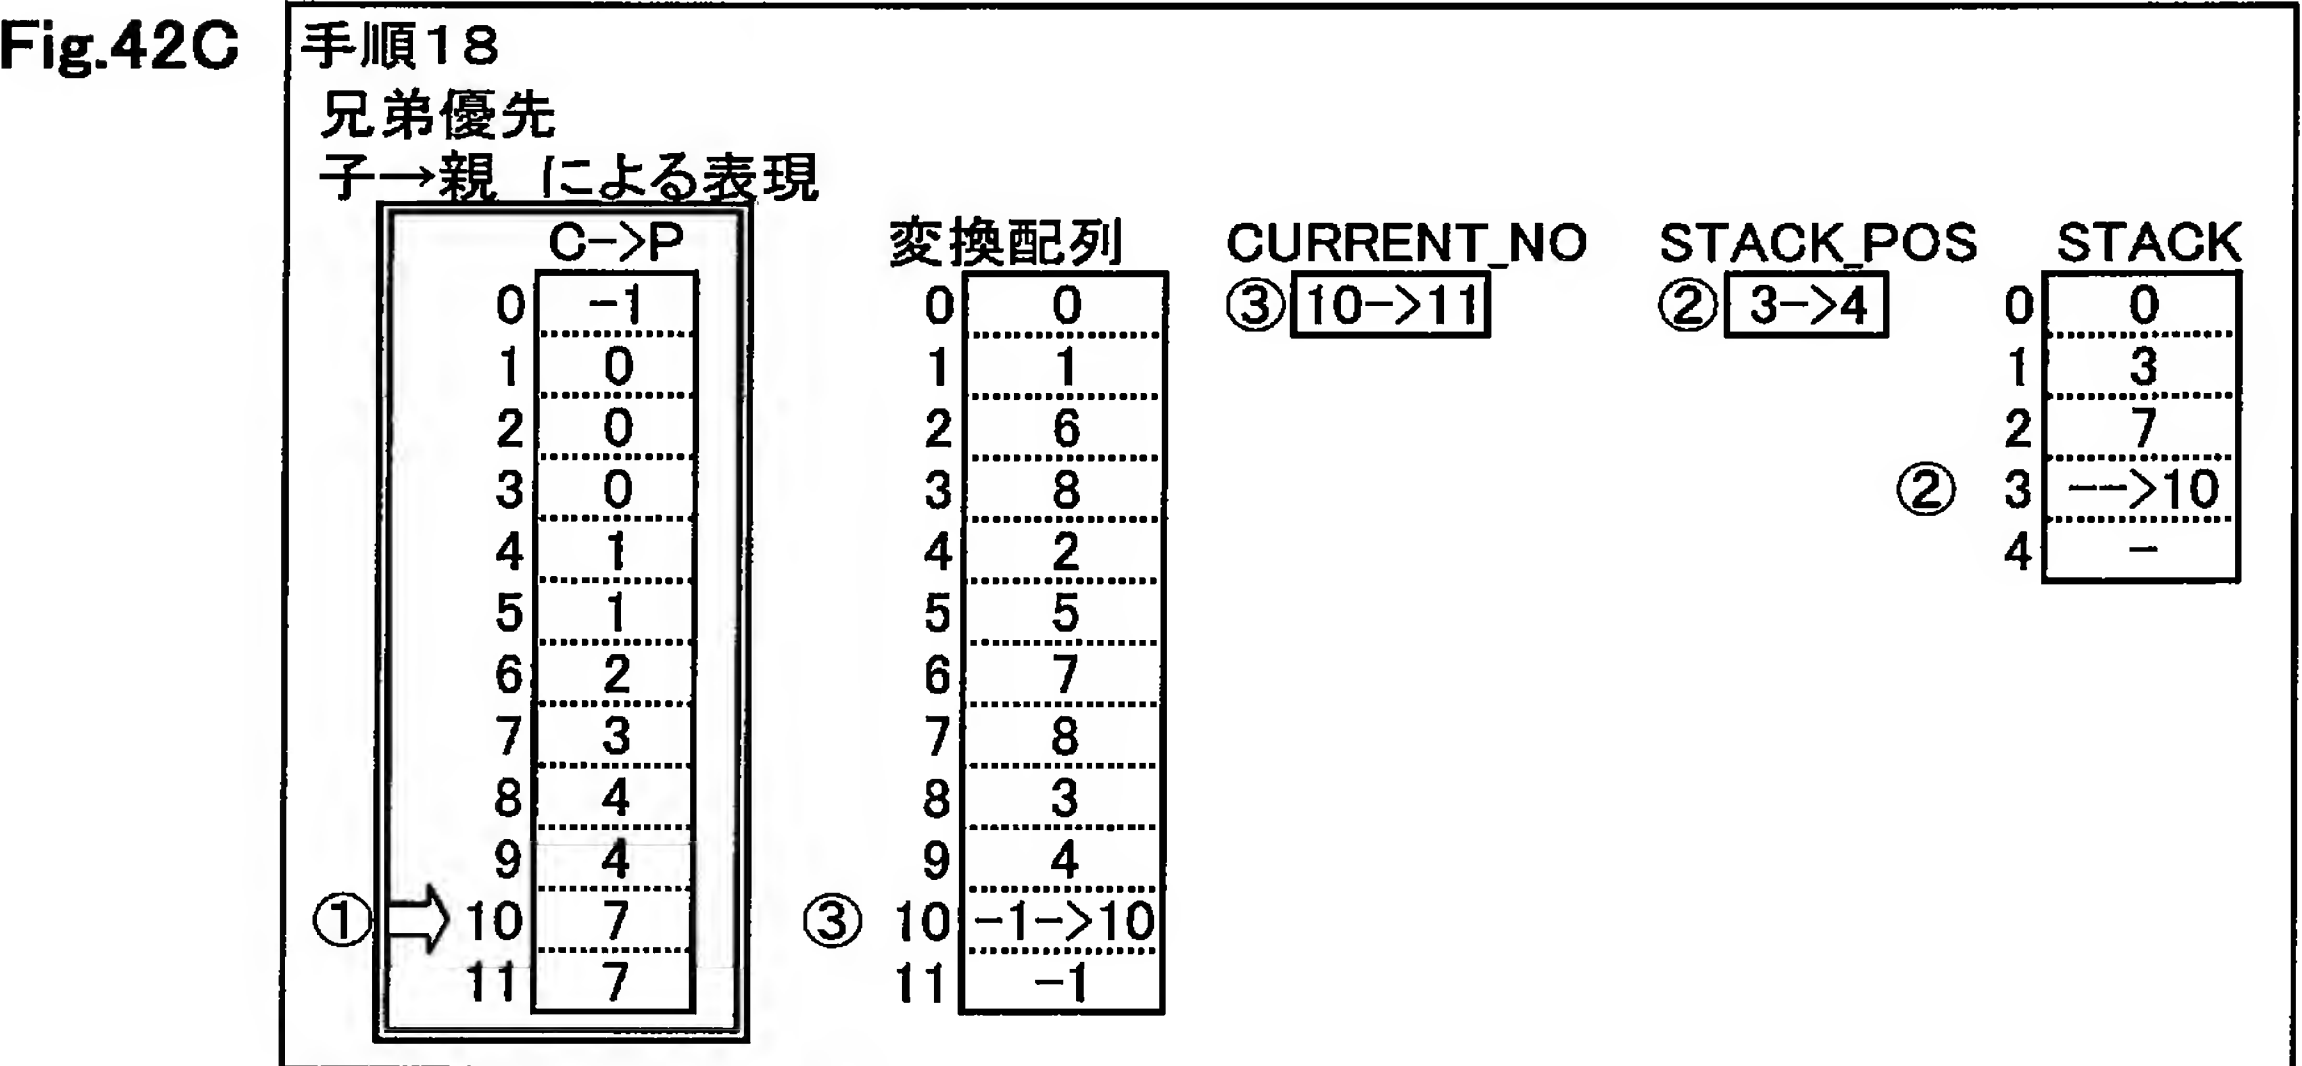 Fig.42C
手順18
兄弟優先
子→親 による表現
C->P 変換配列 CURRENT_NO STACK_POS STACK
0 -1 0 0 ③ 10->11 ② 3->4 0 0
1 0 1 1 1 3
2 0 2 6 2 7
3 0 3 8 ② 3 -->10
4 1 4 2 4 -
5 1 5 5
6 2 6 7
7 3 7 8
8 4 8 3
9 4 9 4
① 10 7 ③ 10 -1->10
11 7 11 -1